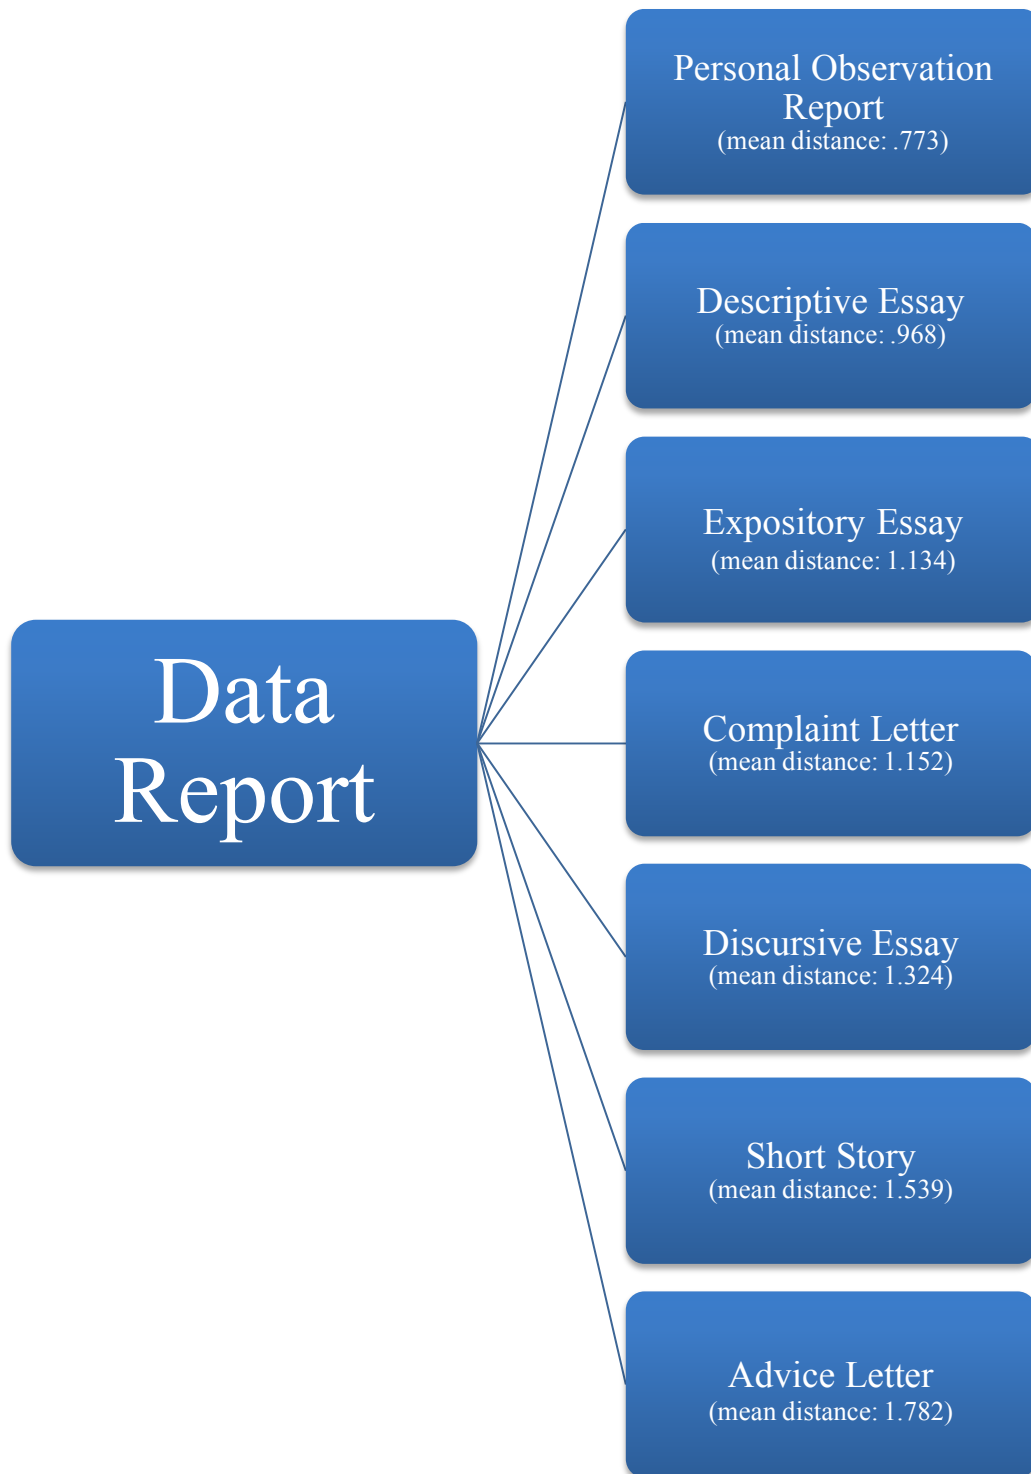 Personal Observation
Report
(mean distance: .773)
Descriptive Essay
(mean distance: .968)
Expository Essay
(mean distance: 1.134)
Data
Report
Complaint Letter
(mean distance: 1.152)
Discursive Essay
(mean distance: 1.324)
Short Story
(mean distance: 1.539)
Advice Letter
(mean distance: 1.782)